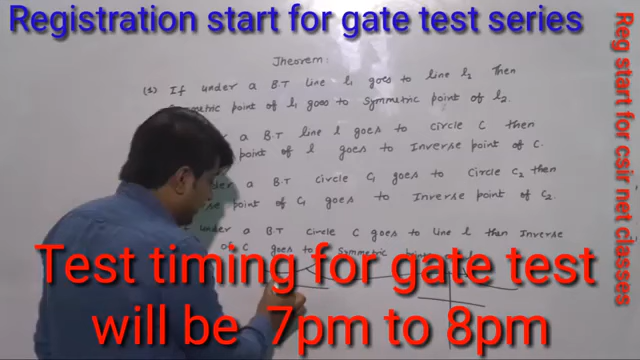 Registration start for gate test series
Reg start for csir net classes
Theorem:
(1) If under a B.T line l1 goes to line l2 then
point of l1 goes to symmetric point of l2.
a B.T line l goes to circle C then
point of l goes to Inverse point of C.
a B.T circle C1 goes to circle C2 then
point of C1 goes to Inverse point of C2.
under a B.T circle C goes to line l then Inverse
of C goes to symmetric
Test timing for gate test
will be 7pm to 8pm